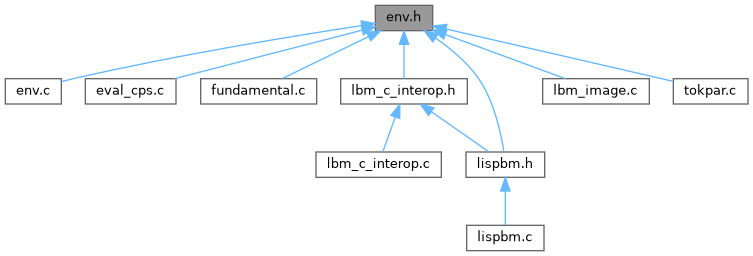 env.h
env.c
eval_cps.c
fundamental.c
lbm_c_interop.h
lbm_image.c
tokpar.c
lbm_c_interop.c
lispbm.h
lispbm.c